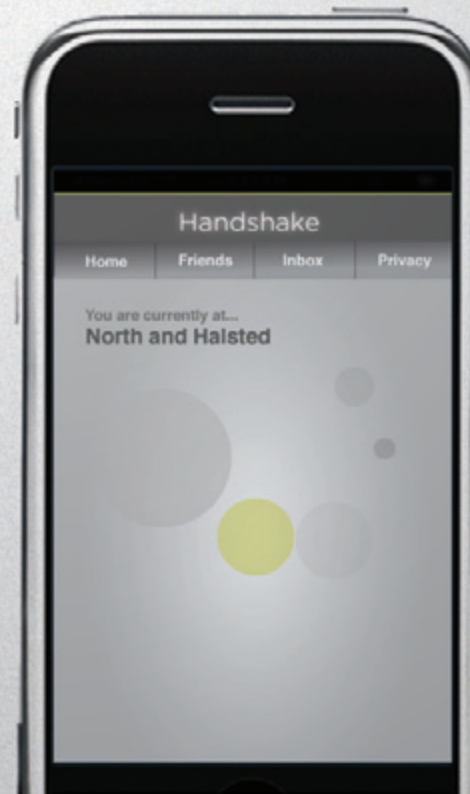 Handshake
Home Friends Inbox Privacy
You are currently at...
North and Halsted